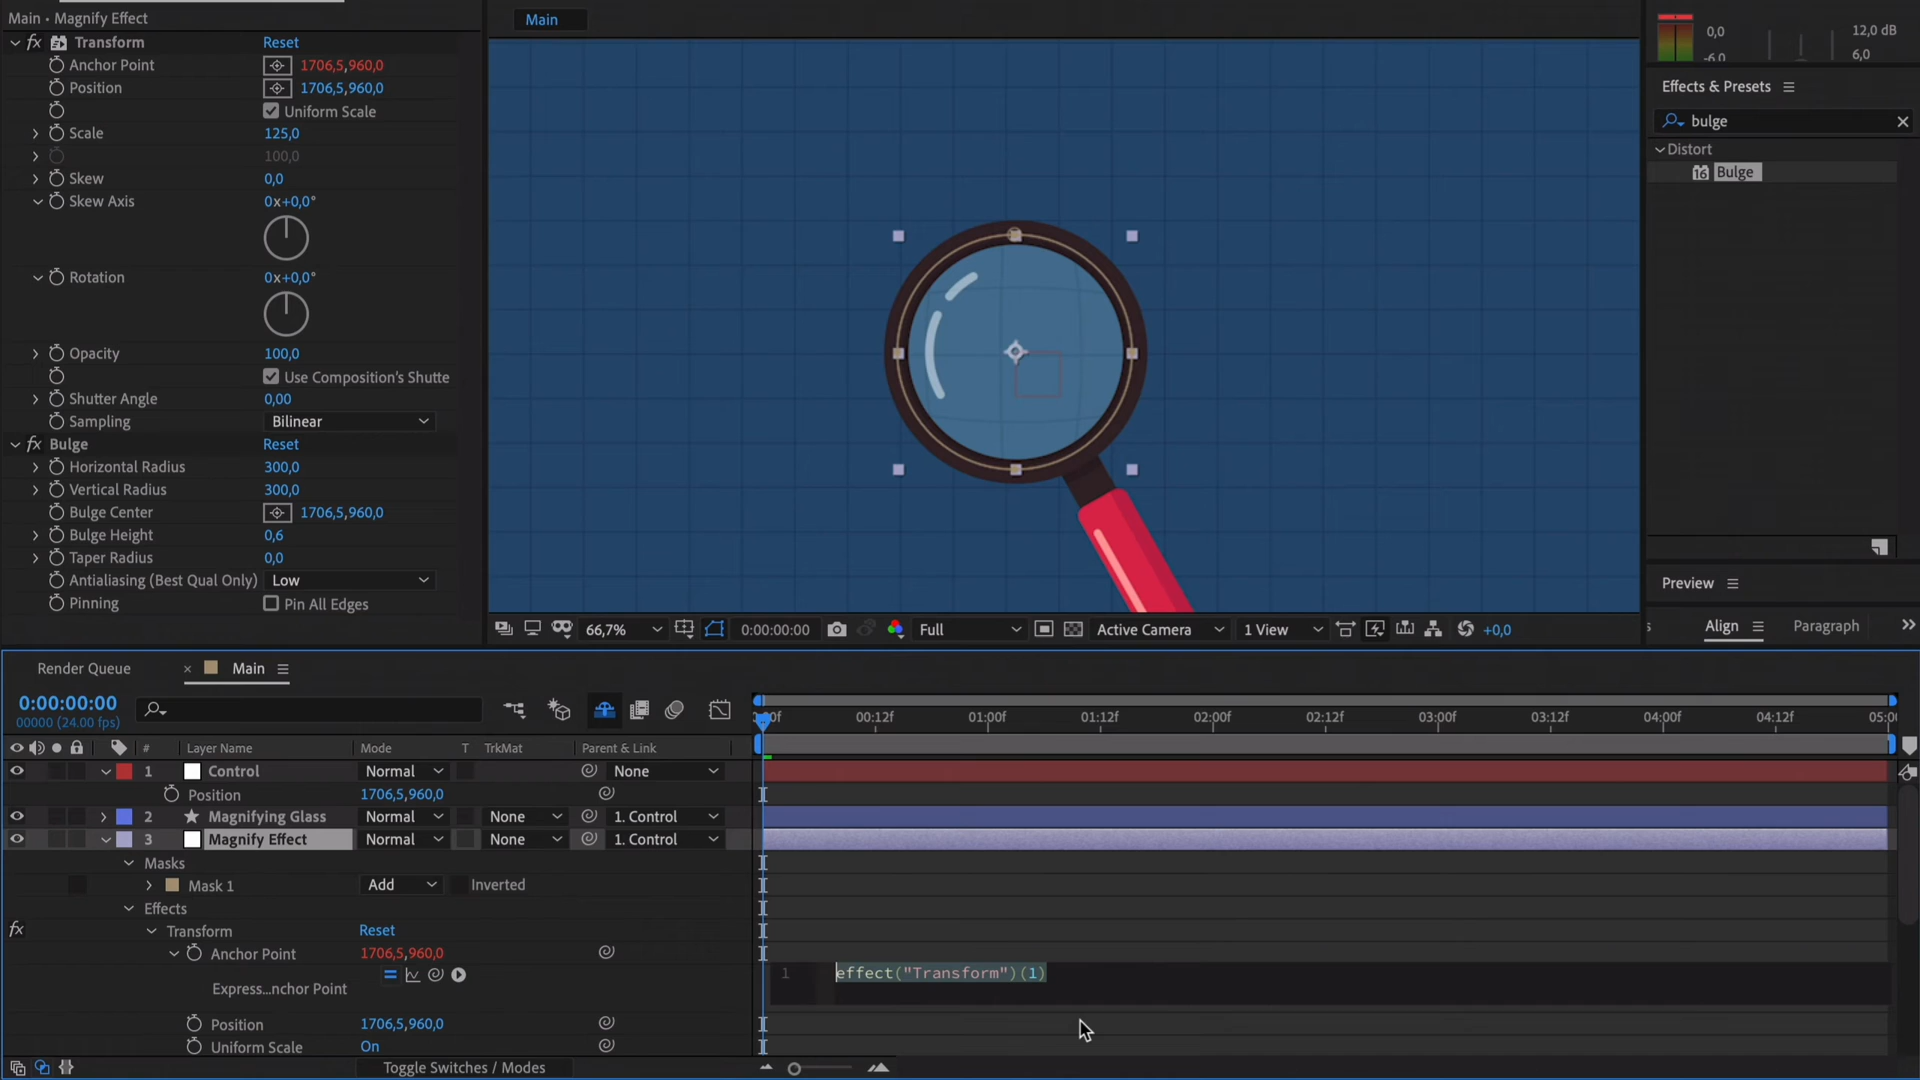 Main • Magnify Effect
Transform Reset
Anchor Point 1706,5,960,0
Position 1706,5,960,0
Uniform Scale
Scale 125,0
100,0
Skew 0,0
Skew Axis 0x+0,0°
Rotation 0x+0,0°
Opacity 100,0
Use Composition's Shutte
Shutter Angle 0,00
Sampling Bilinear
Bulge Reset
Horizontal Radius 300,0
Vertical Radius 300,0
Bulge Center 1706,5,960,0
Bulge Height 0,6
Taper Radius 0,0
Antialiasing (Best Qual Only) Low
Pinning Pin All Edges
Main
66,7% 0:00:00:00 Full Active Camera 1 View +0,0
0,0 12,0 dB
-6,0 6,0
Effects & Presets
bulge
Distort
16 Bulge
Preview
Align Paragraph
Render Queue Main
0:00:00:00
00000 (24.00 fps)
00f 00:12f 01:00f 01:12f 02:00f 02:12f 03:00f 03:12f 04:00f 04:12f 05:00
# Layer Name Mode T TrkMat Parent & Link
1 Control Normal None
Position 1706,5,960,0
2 Magnifying Glass Normal None 1. Control
3 Magnify Effect Normal None 1. Control
Masks
Mask 1 Add Inverted
Effects
fx Transform Reset
Anchor Point 1706,5,960,0
1 effect("Transform")(1)
Express...nchor Point
Position 1706,5,960,0
Uniform Scale On
Toggle Switches / Modes